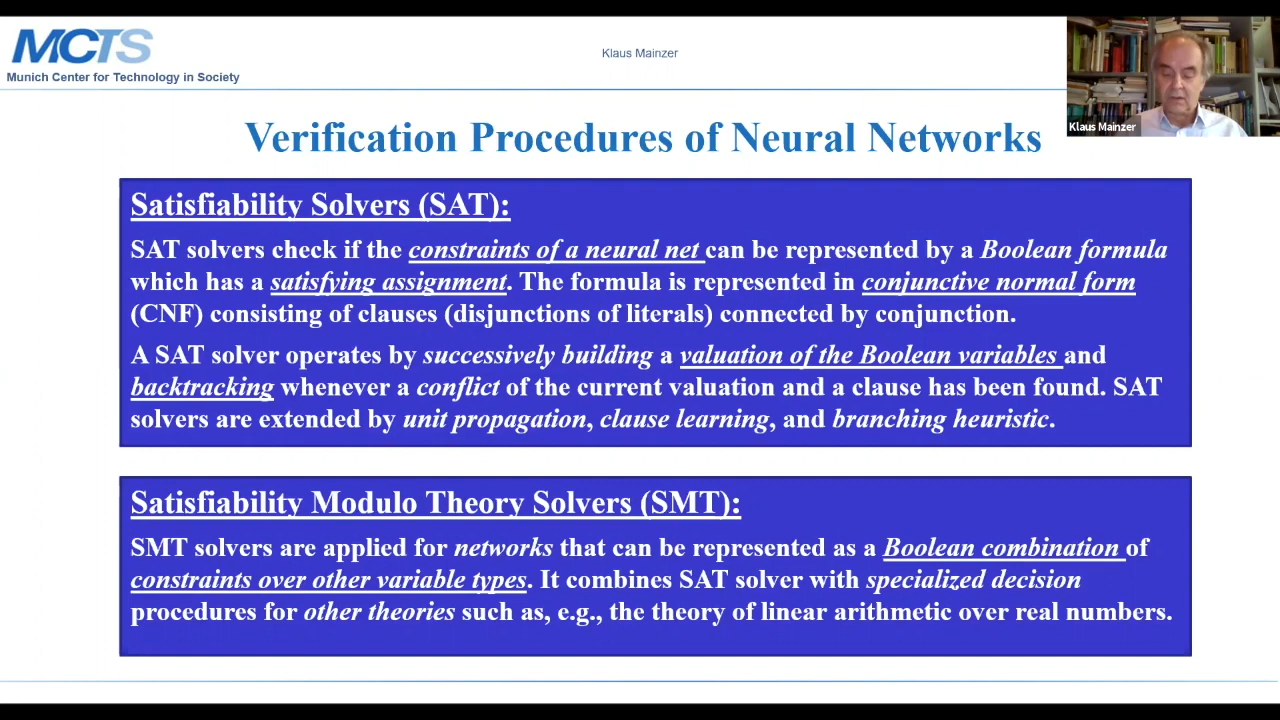 MCTS
Munich Center for Technology in Society
Klaus Mainzer
Klaus Mainzer
Verification Procedures of Neural Networks
Satisfiability Solvers (SAT):
SAT solvers check if the constraints of a neural net can be represented by a Boolean formula
which has a satisfying assignment. The formula is represented in conjunctive normal form
(CNF) consisting of clauses (disjunctions of literals) connected by conjunction.
A SAT solver operates by successively building a valuation of the Boolean variables and
backtracking whenever a conflict of the current valuation and a clause has been found. SAT
solvers are extended by unit propagation, clause learning, and branching heuristic.
Satisfiability Modulo Theory Solvers (SMT):
SMT solvers are applied for networks that can be represented as a Boolean combination of
constraints over other variable types. It combines SAT solver with specialized decision
procedures for other theories such as, e.g., the theory of linear arithmetic over real numbers.